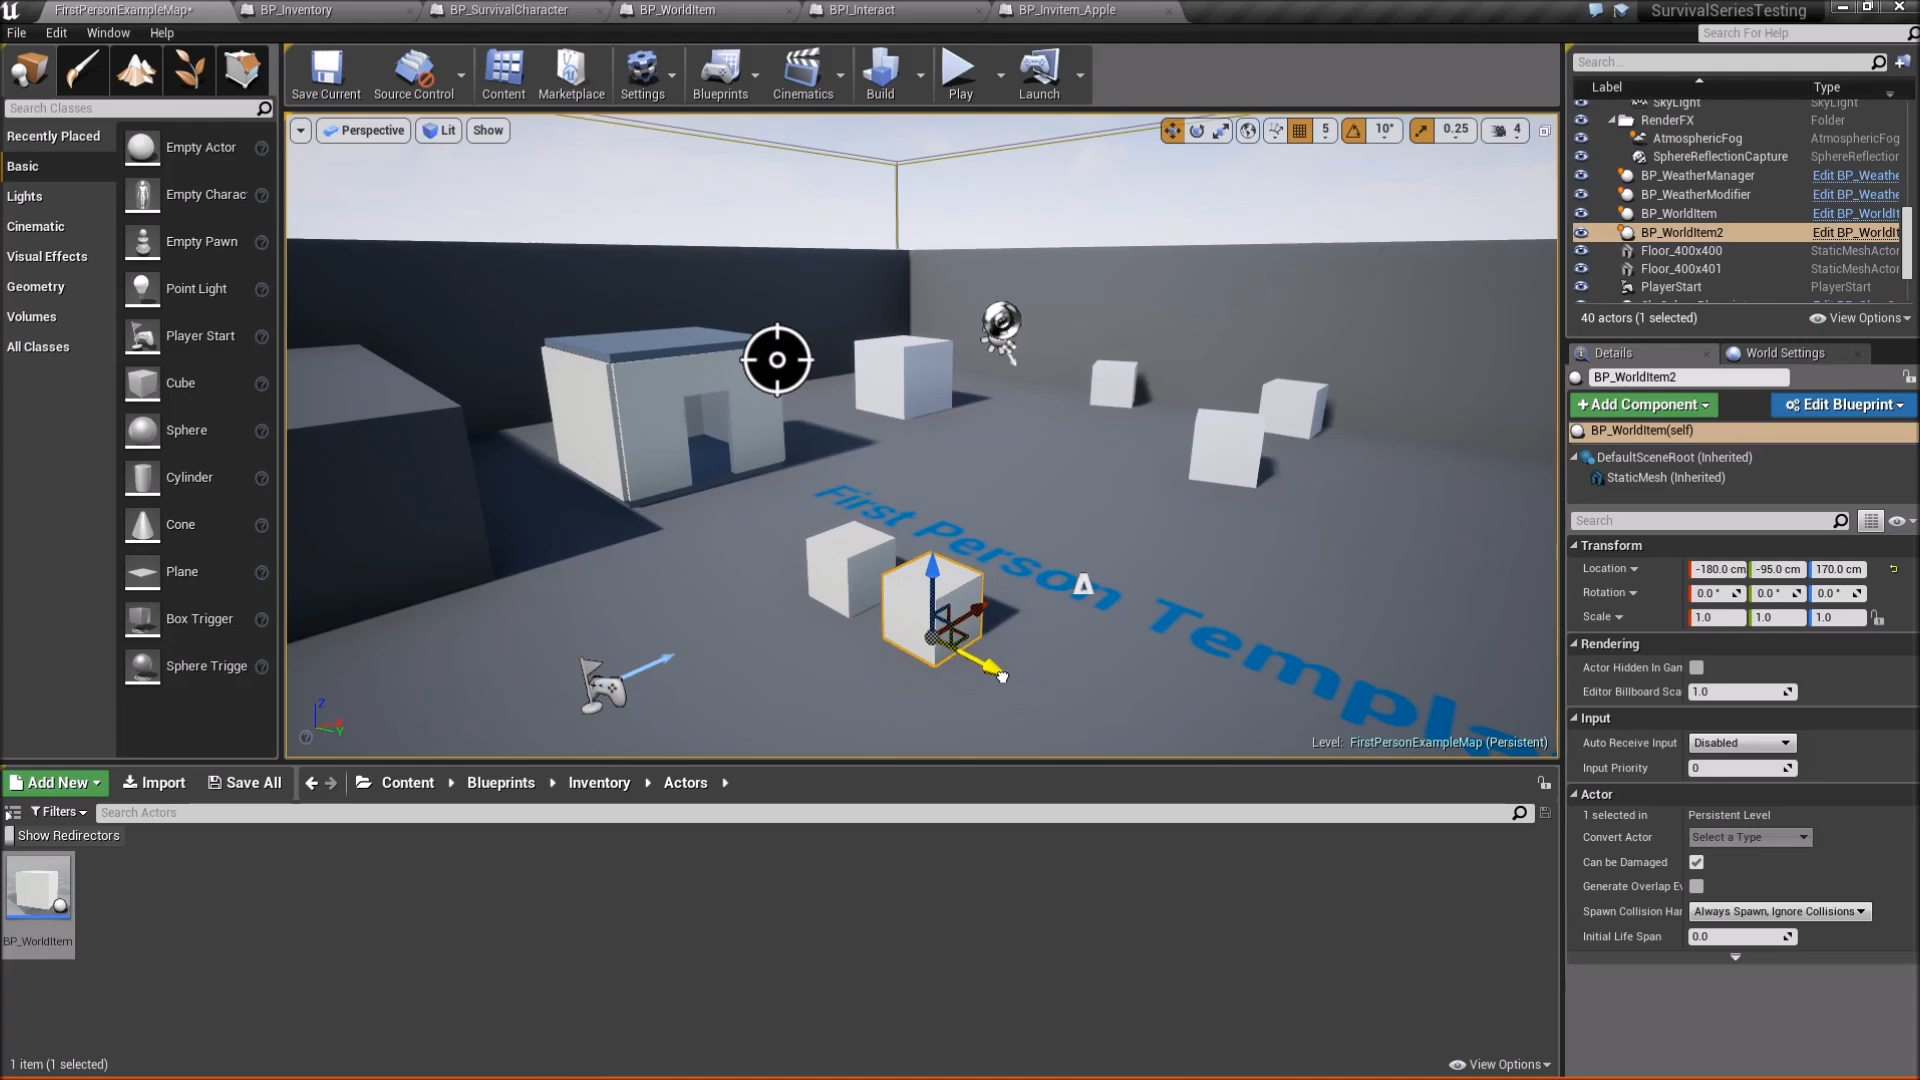 FirstPersonExampleMap*
BP_Inventory
BP_SurvivalCharacter
BP_WorldItem
BPI_Interact
BP_Invitem_Apple
SurvivalSeriesTesting
File
Edit
Window
Help
Search For Help
Save Current
Source Control
Content
Marketplace
Settings
Blueprints
Cinematics
Build
Play
Launch
Search Classes
Recently Placed
Basic
Lights
Cinematic
Visual Effects
Geometry
Volumes
All Classes
Empty Actor
Empty Charac
Empty Pawn
Point Light
Player Start
Cube
Sphere
Cylinder
Cone
Plane
Box Trigger
Sphere Trigge
Perspective
Lit
Show
5
10°
0.25
4
First Person Templa
Z
X
Y
Level: FirstPersonExampleMap (Persistent)
Search...
Label
Type
SkyLight
SkyLight
RenderFX
Folder
AtmosphericFog
AtmosphericFog
SphereReflectionCapture
SphereReflection
BP_WeatherManager
Edit BP_Weathe
BP_WeatherModifier
Edit BP_Weathe
BP_WorldItem
Edit BP_WorldIt
BP_WorldItem2
Edit BP_WorldIt
Floor_400x400
StaticMeshActor
Floor_400x401
StaticMeshActor
PlayerStart
PlayerStart
40 actors (1 selected)
View Options
Details
World Settings
BP_WorldItem2
+Add Component
Edit Blueprint
BP_WorldItem(self)
DefaultSceneRoot (Inherited)
StaticMesh (Inherited)
Search
Transform
Location
-180.0 cm
-95.0 cm
170.0 cm
Rotation
0.0 °
0.0 °
0.0 °
Scale
1.0
1.0
1.0
Rendering
Actor Hidden In Gam
Editor Billboard Sca
1.0
Input
Auto Receive Input
Disabled
Input Priority
0
Actor
1 selected in
Persistent Level
Convert Actor
Select a Type
Can be Damaged
Generate Overlap Ev
Spawn Collision Han
Always Spawn, Ignore Collisions
Initial Life Span
0.0
Add New
Import
Save All
Content
Blueprints
Inventory
Actors
Filters
Search Actors
Show Redirectors
BP_WorldItem
1 item (1 selected)
View Options